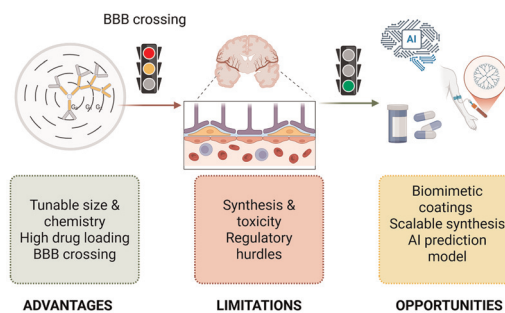 BBB crossing
AI
Tunable size &
chemistry
High drug loading
BBB crossing
Synthesis &
toxicity
Regulatory
hurdles
Biomimetic
coatings
Scalable synthesis
AI prediction
model
ADVANTAGES
LIMITATIONS
OPPORTUNITIES